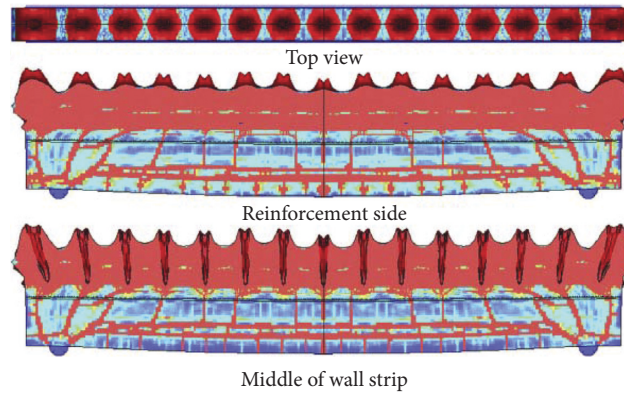 Top view
Reinforcement side
Middle of wall strip